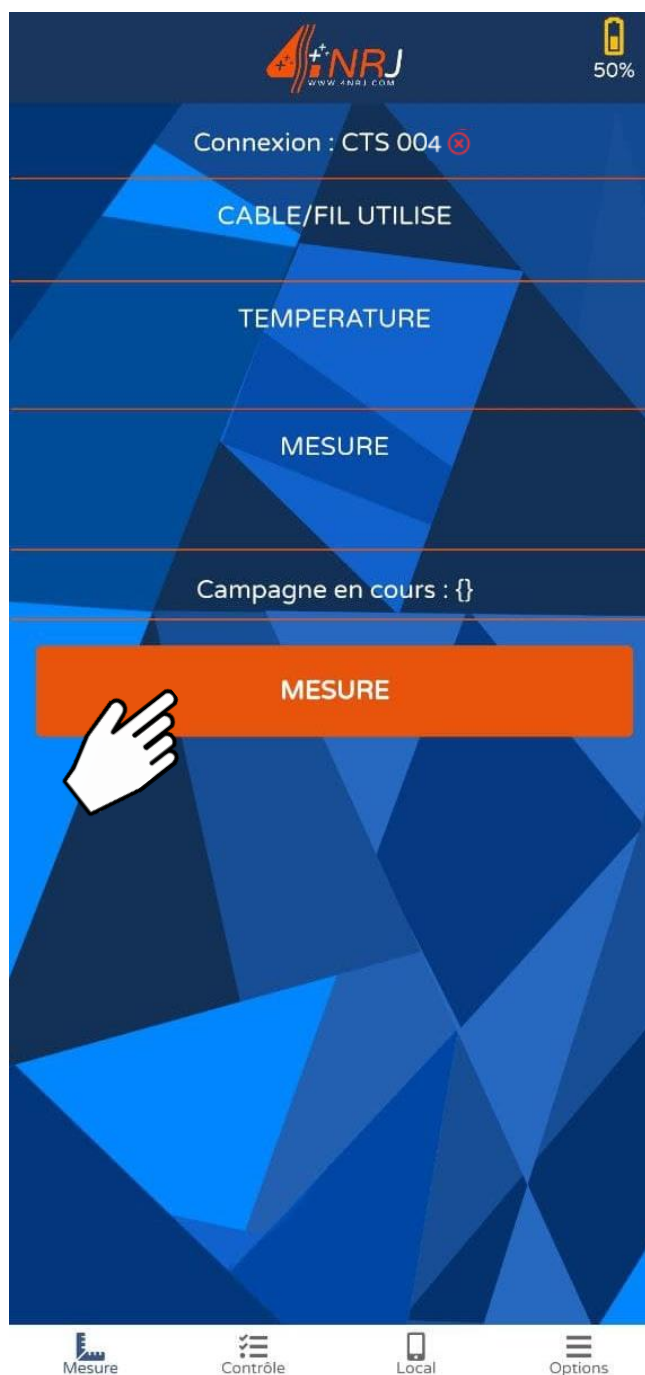 4NRJ
WWW.4NRJ.COM
50%
Connexion : CTS 004
CABLE/FIL UTILISE
TEMPERATURE
MESURE
Campagne en cours : {}
MESURE
Mesure
Contrôle
Local
Options